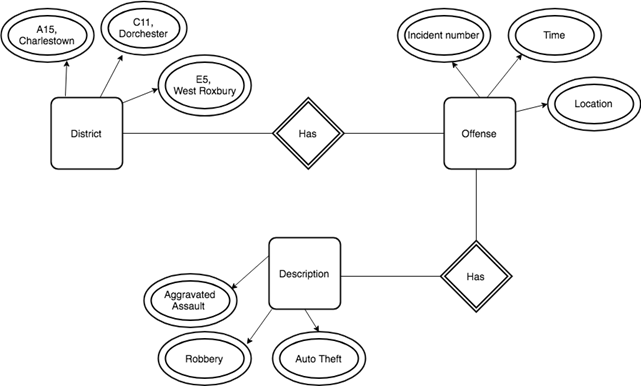 A15,
Charlestown
C11,
Dorchester
E5,
West Roxbury
District
Has
Incident number
Time
Location
Offense
Has
Description
Aggravated
Assault
Robbery
Auto Theft